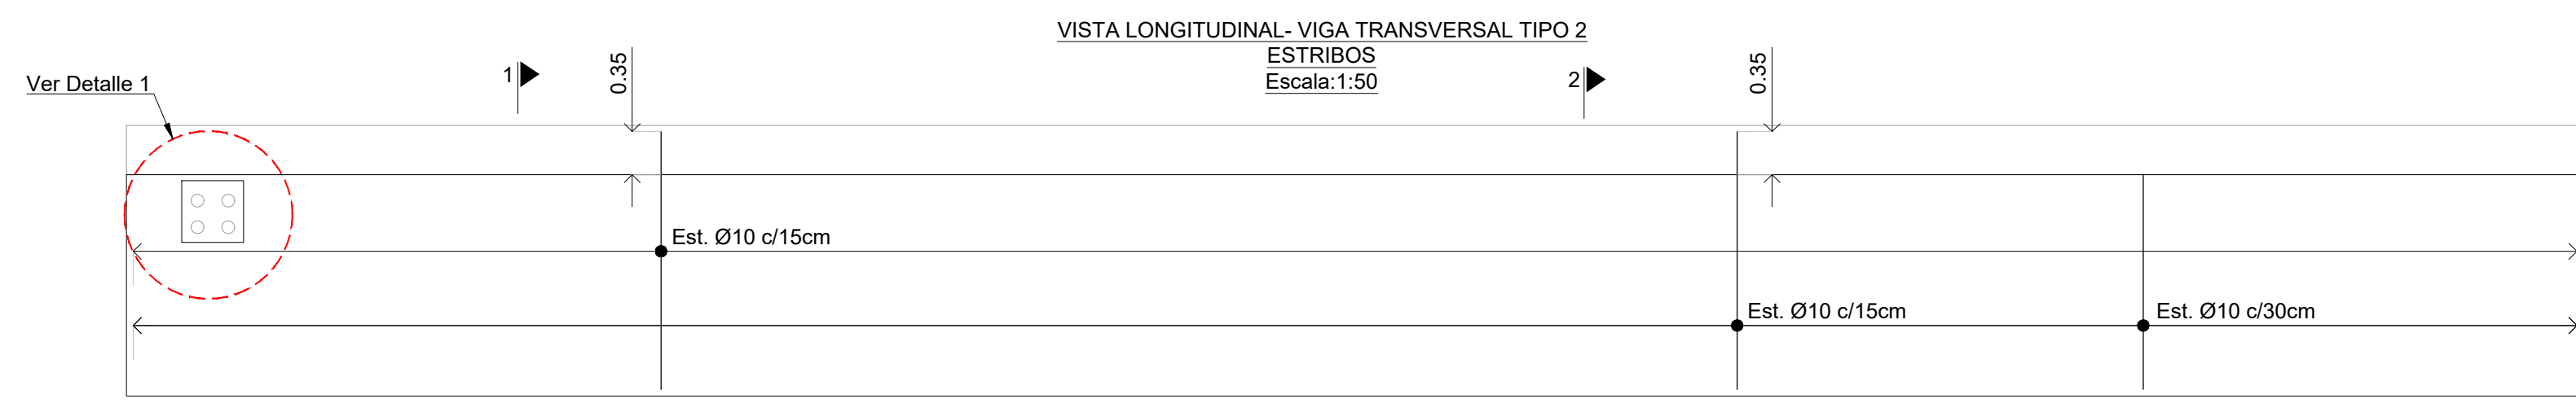 VISTA LONGITUDINAL- VIGA TRANSVERSAL TIPO 2
ESTRIBOS
Escala:1:50
Ver Detalle 1
1
0.35
2
0.35
Est. Ø10 c/15cm
Est. Ø10 c/15cm
Est. Ø10 c/30cm